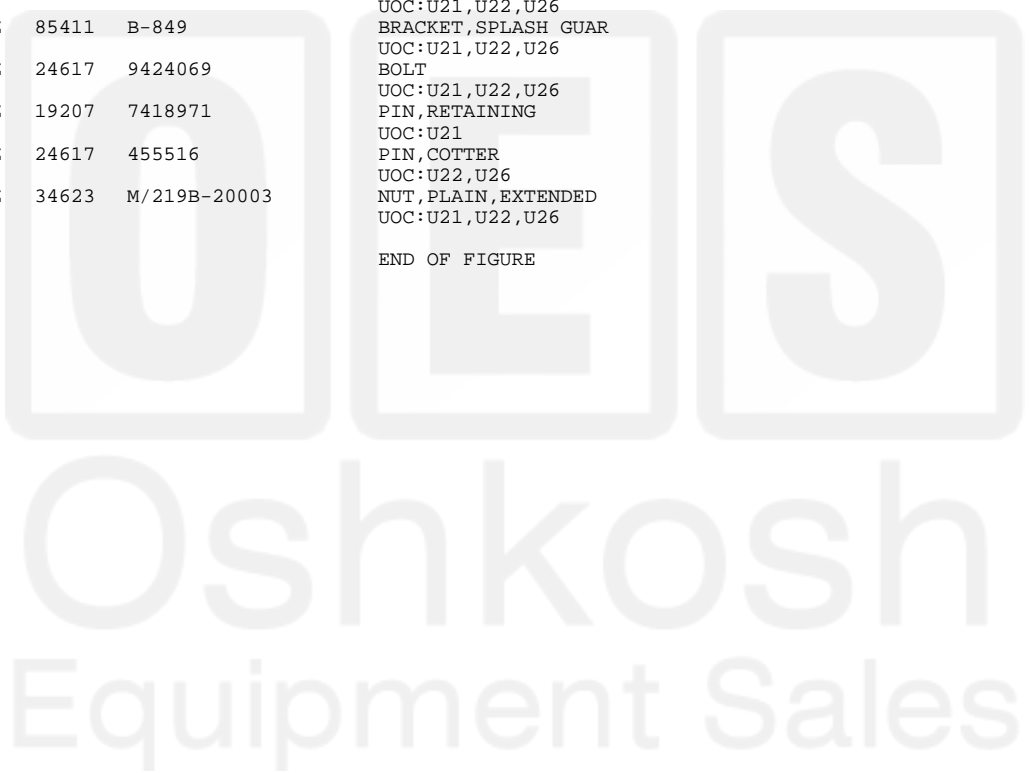 UOC:U21,U22,U26
85411 B-849 BRACKET,SPLASH GUAR
UOC:U21,U22,U26
24617 9424069 BOLT
UOC:U21,U22,U26
19207 7418971 PIN,RETAINING
UOC:U21
24617 455516 PIN,COTTER
UOC:U22,U26
34623 M/219B-20003 NUT,PLAIN,EXTENDED
UOC:U21,U22,U26
END OF FIGURE
OES
Oshkosh
Equipment Sales